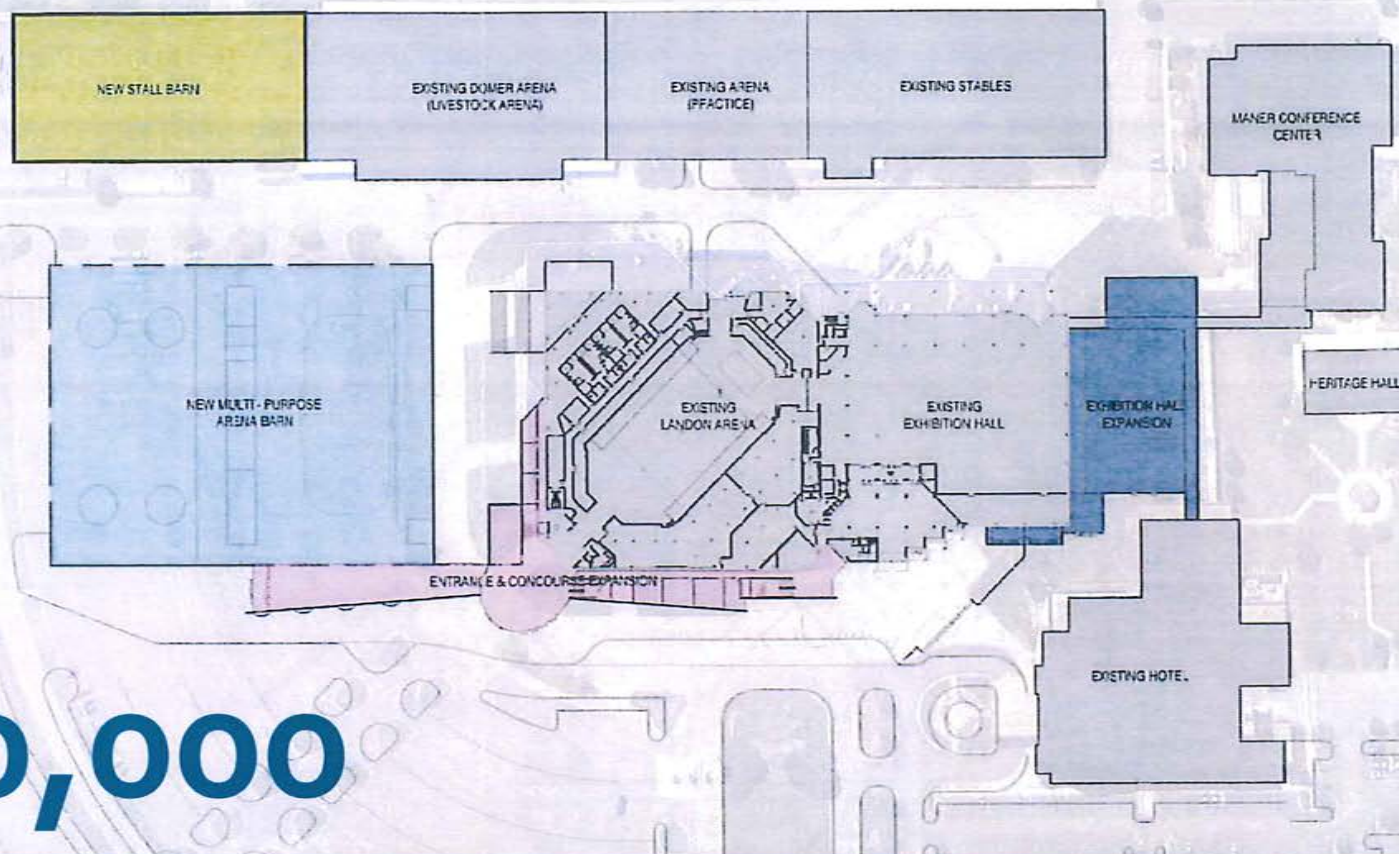 NEW STALL BARN
EXISTING DOMER ARENA
(LIVESTOCK ARENA)
EXISTING ARENA
(PRACTICE)
EXISTING STABLES
MANER CONFERENCE
CENTER
NEW MULTI-PURPOSE
ARENA BARN
EXISTING
LANDON ARENA
EXISTING
EXHIBITION HALL
EXHIBITION HALL
EXPANSION
HERITAGE HALL
ENTRANCE & CONCOURSE EXPANSION
EXISTING HOTEL
0,000